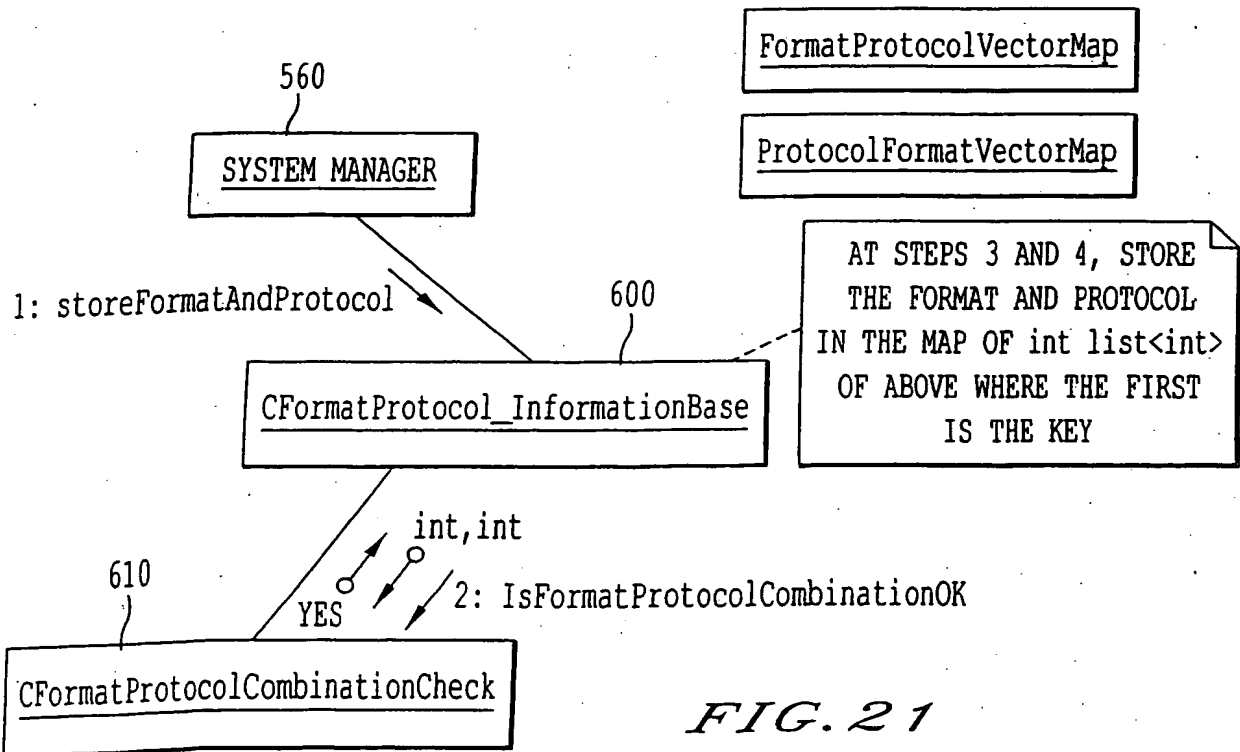 FormatProtocolVectorMap
560
SYSTEM MANAGER
ProtocolFormatVectorMap
1: storeFormatAndProtocol
600
AT STEPS 3 AND 4, STORE
THE FORMAT AND PROTOCOL
IN THE MAP OF int list<int>
OF ABOVE WHERE THE FIRST
IS THE KEY
CFormatProtocol_InformationBase
int,int
YES
2: IsFormatProtocolCombinationOK
610
CFormatProtocolCombinationCheck
FIG.21